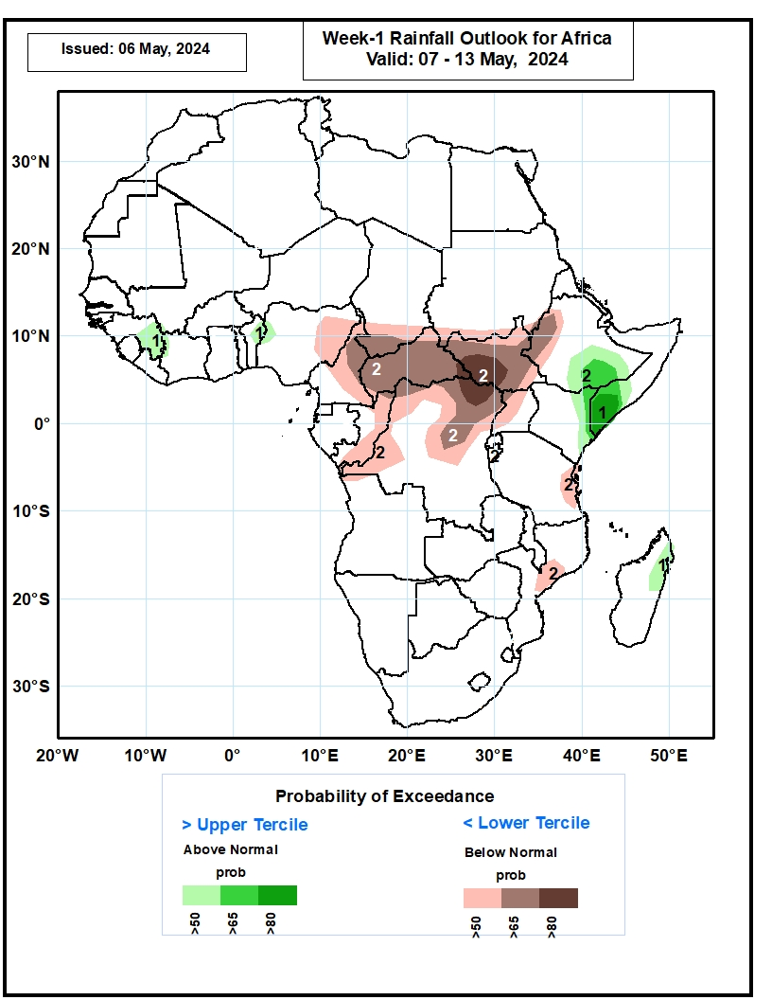 Issued: 06 May, 2024
Week-1 Rainfall Outlook for Africa
Valid: 07 - 13 May, 2024
30°N
20°N
10°N
0°
10°S
20°S
30°S
1
1
2
2
2
1
2
2
2
2
1
2
20°W
10°W
0°
10°E
20°E
30°E
40°E
50°E
Probability of Exceedance
> Upper Tercile
< Lower Tercile
Above Normal
Below Normal
prob
prob
>50
>65
>80
>50
>65
>80